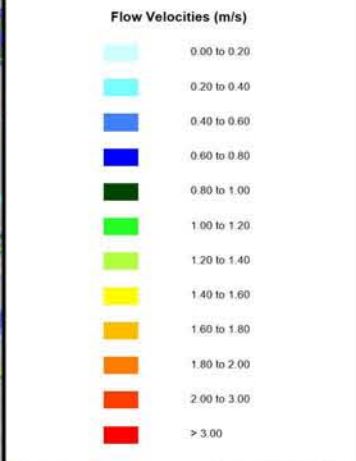 Flow Velocities (m/s)
0.00 to 0.20
0.20 to 0.40
0.40 to 0.60
0.60 to 0.80
0.80 to 1.00
1.00 to 1.20
1.20 to 1.40
1.40 to 1.60
1.60 to 1.80
1.80 to 2.00
2.00 to 3.00
> 3.00